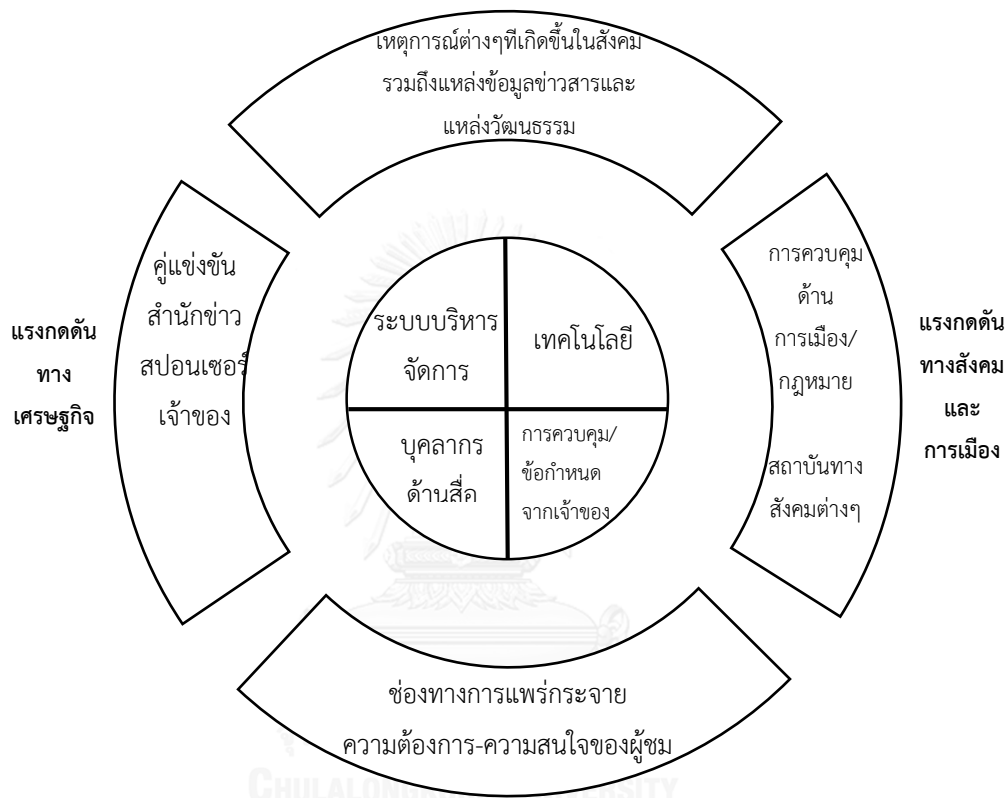 เหตุการณ์ต่างๆที่เกิดขึ้นในสังคม
รวมถึงแหล่งข้อมูลข่าวสารและ
แหล่งวัฒนธรรม
แรงกดดัน
ทาง
เศรษฐกิจ
คู่แข่งขัน
สำนักข่าว
สปอนเซอร์
เจ้าของ
ระบบบริหาร
จัดการ
เทคโนโลยี
บุคลากร
ด้านสื่อ
การควบคุม/
ข้อกำหนด
จากเจ้าของ
การควบคุม
ด้าน
การเมือง/
กฎหมาย
สถาบันทาง
สังคมต่างๆ
แรงกดดัน
ทางสังคม
และ
การเมือง
ช่องทางการแพร่กระจาย
ความต้องการ-ความสนใจของผู้ชม